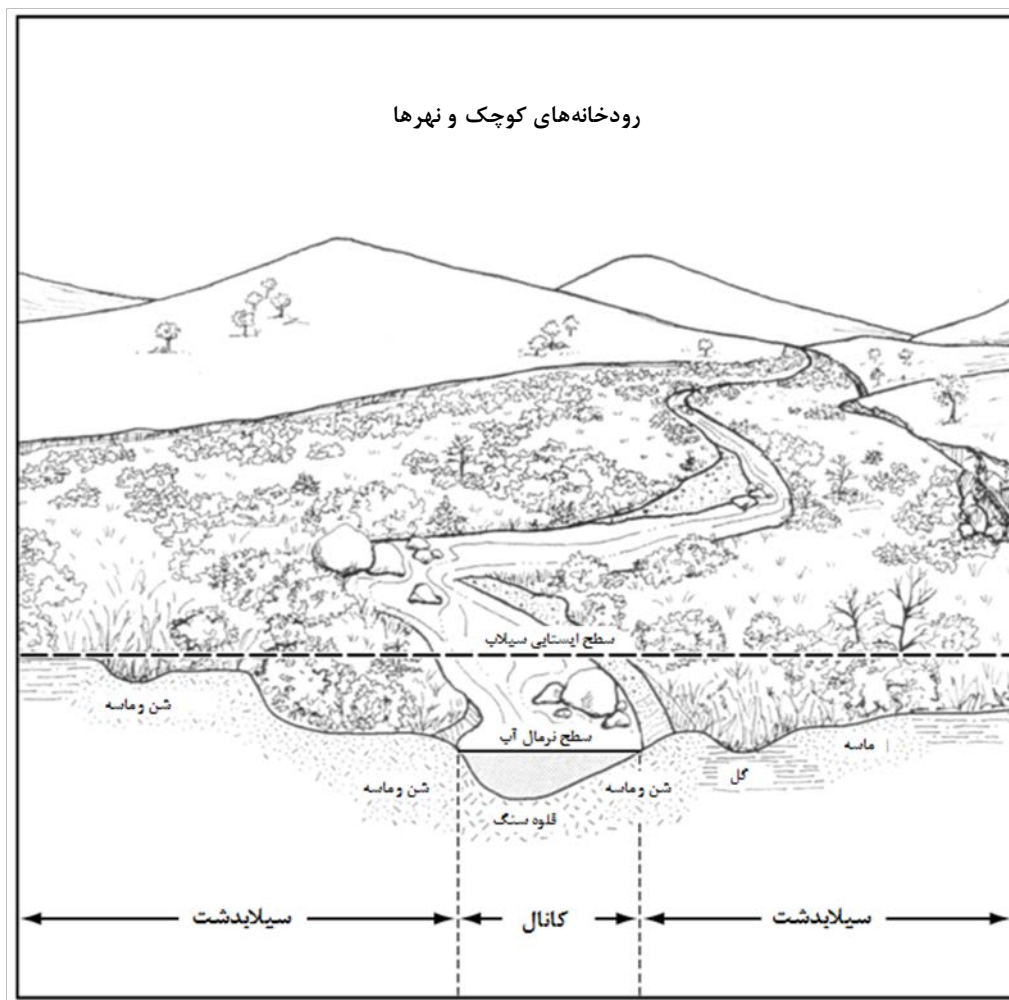 رودخانه‌های کوچک و نهرها
سطح ایستایی سیلاب
شن وماسه
سطح نرمال آب
ماسه
گل
شن وماسه
شن وماسه
قلوه سنگ
سیلابدشت
کانال
سیلابدشت